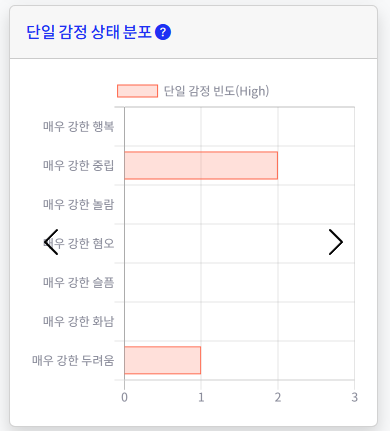 단일 감정 상태 분포 ?
단일 감정 빈도(High)
매우 강한 행복
매우 강한 중립
매우 강한 놀람
매우 강한 혐오
매우 강한 슬픔
매우 강한 화남
매우 강한 두려움
0 1 2 3